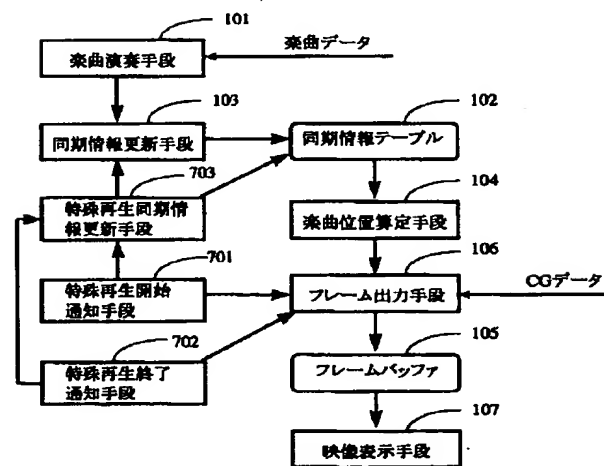 101
楽曲演奏手段
楽曲データ
103
同期情報更新手段
102
同期情報テーブル
703
特殊再生同期情
報更新手段
104
楽曲位置算定手段
701
特殊再生開始
通知手段
106
フレーム出力手段
CGデータ
702
特殊再生終了
通知手段
105
フレームバッファ
107
映像表示手段